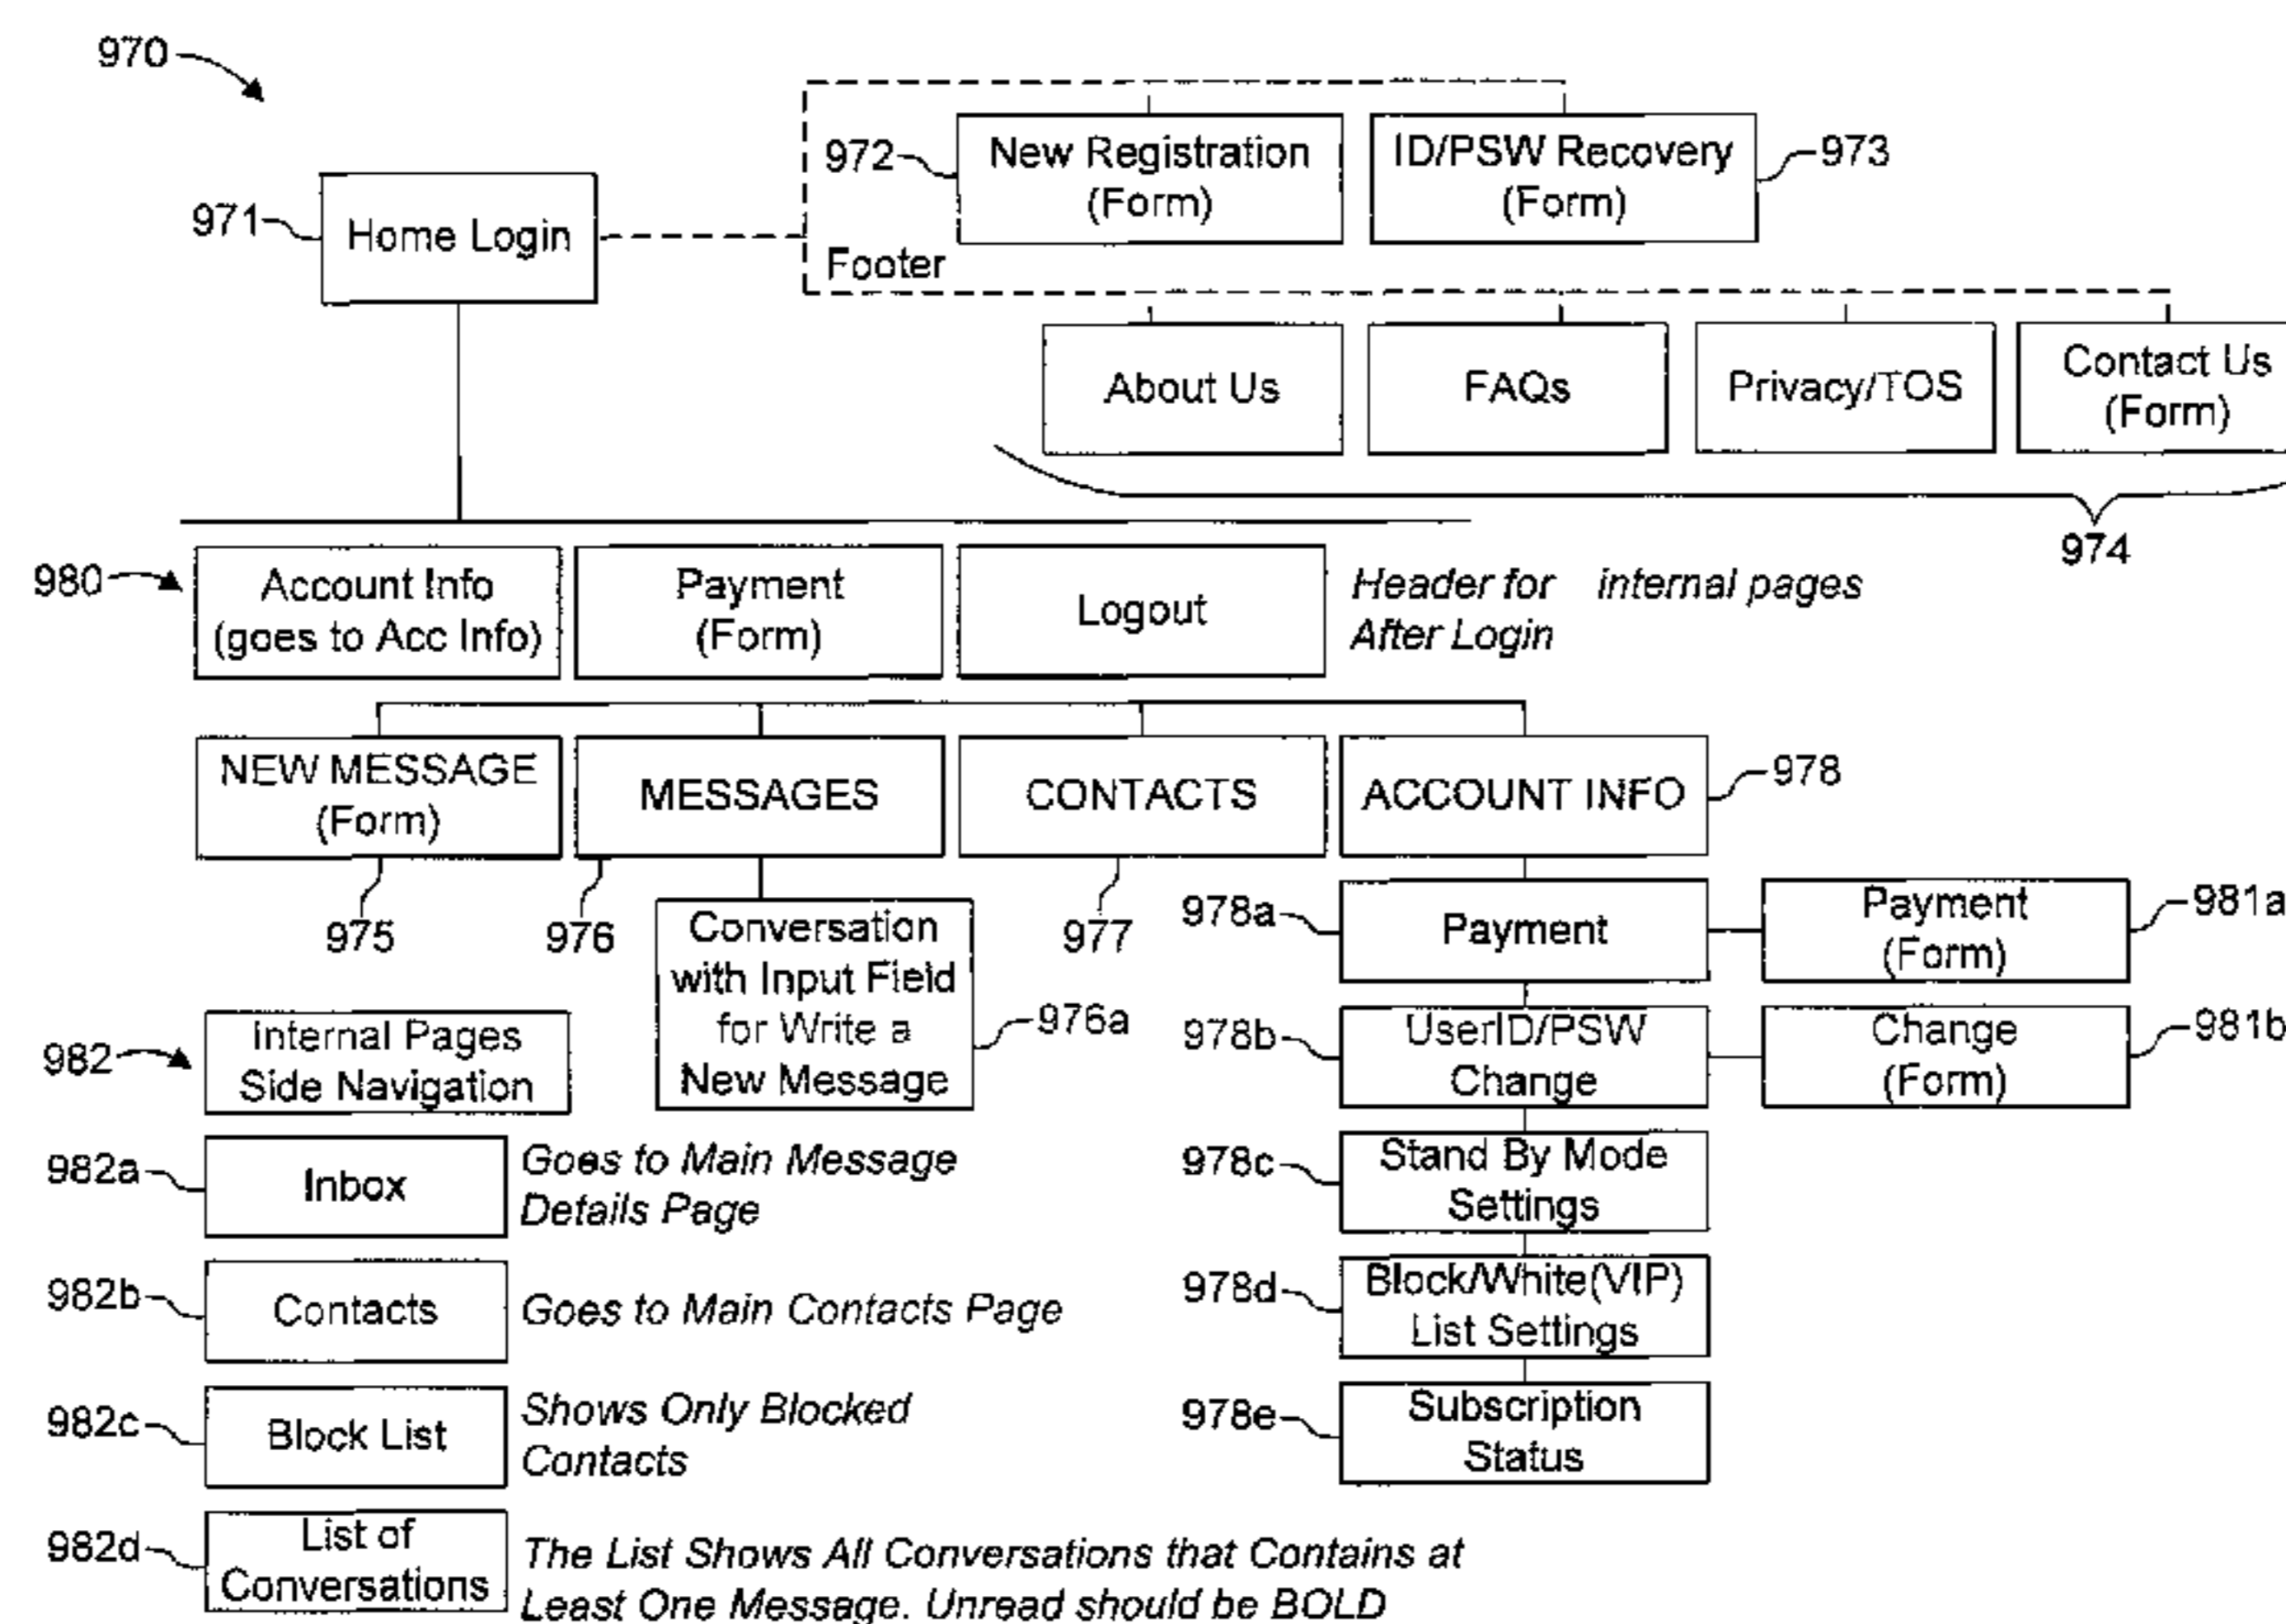 970
972
New Registration
(Form)
ID/PSW Recovery
(Form)
973
971
Home Login
Footer
About Us
FAQs
Privacy/TOS
Contact Us
(Form)
974
980
Account Info
(goes to Acc Info)
Payment
(Form)
Logout
Header for internal pages
After Login
NEW MESSAGE
(Form)
MESSAGES
CONTACTS
ACCOUNT INFO
978
975
976
977
Conversation
with Input Field
for Write a
New Message
976a
978a
Payment
Payment
(Form)
981a
978b
UserID/PSW
Change
Change
(Form)
981b
978c
Stand By Mode
Settings
978d
Block/White(VIP)
List Settings
978e
Subscription
Status
982
Internal Pages
Side Navigation
982a
Inbox
Goes to Main Message
Details Page
982b
Contacts
Goes to Main Contacts Page
982c
Block List
Shows Only Blocked
Contacts
982d
List of
Conversations
The List Shows All Conversations that Contains at
Least One Message. Unread should be BOLD